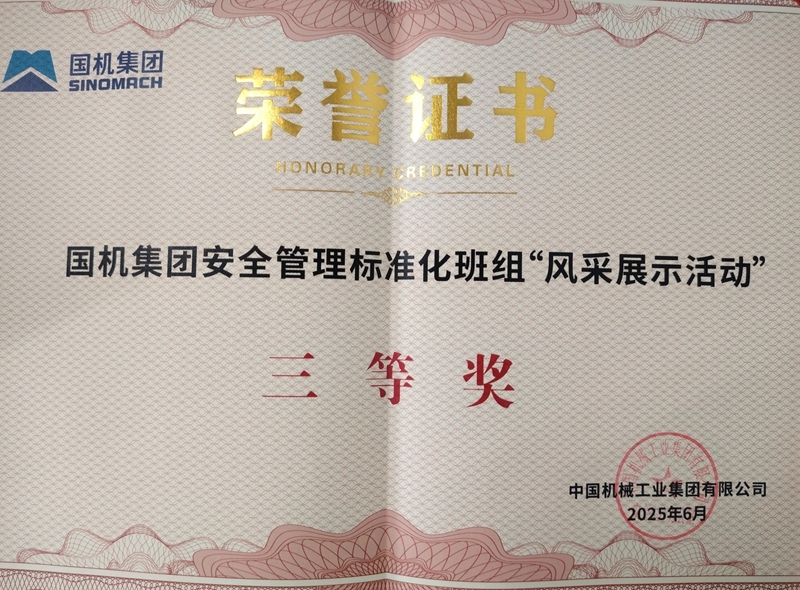 国机集团
SINOMACH
荣誉证书
HONORARY CREDENTIAL
国机集团安全管理标准化班组“风采展示活动”
三等奖
中国机械工业集团有限公司
2025年6月